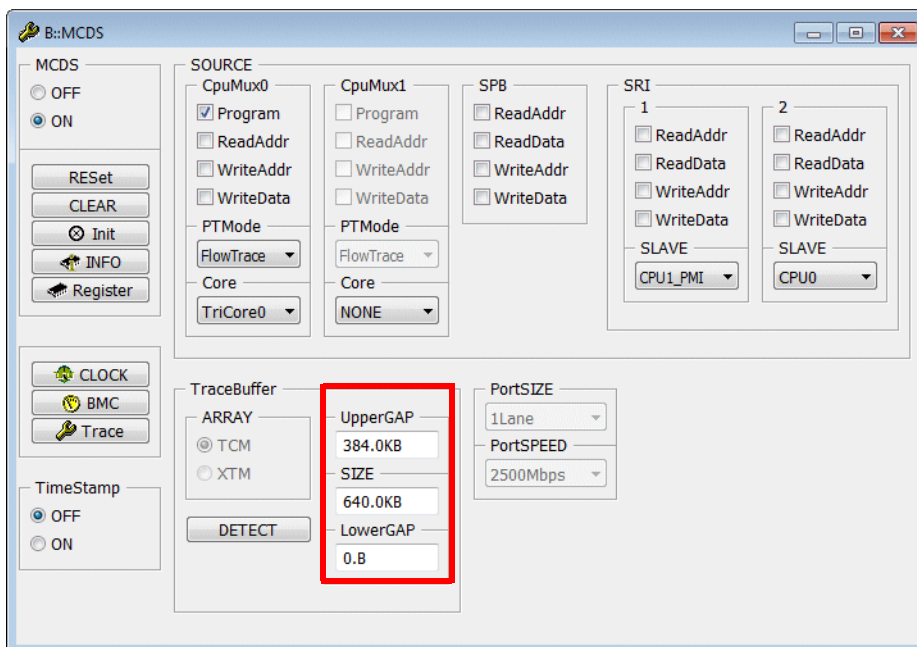 B::MCDS
MCDS
OFF
ON
RESet
CLEAR
Init
INFO
Register
CLOCK
BMC
Trace
TimeStamp
OFF
ON
SOURCE
CpuMux0
Program
ReadAddr
WriteAddr
WriteData
PTMode
FlowTrace
Core
TriCore0
CpuMux1
Program
ReadAddr
WriteAddr
WriteData
PTMode
FlowTrace
Core
NONE
SPB
ReadAddr
ReadData
WriteAddr
WriteData
SRI
1
ReadAddr
ReadData
WriteAddr
WriteData
SLAVE
CPU1_PMI
2
ReadAddr
ReadData
WriteAddr
WriteData
SLAVE
CPU0
TraceBuffer
ARRAY
TCM
XTM
DETECT
UpperGAP
384.0KB
SIZE
640.0KB
LowerGAP
0.B
PortSIZE
1Lane
PortSPEED
2500Mbps